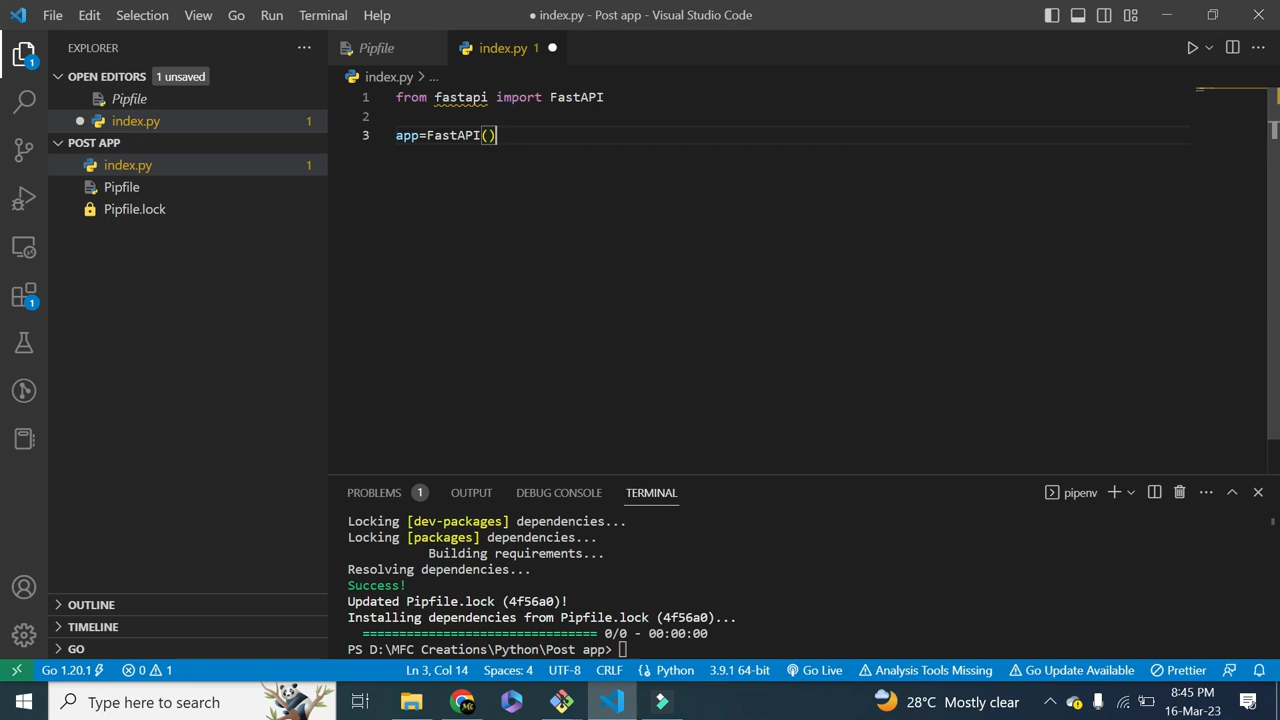 File Edit Selection View Go Run Terminal Help
● index.py - Post app - Visual Studio Code
EXPLORER
OPEN EDITORS 1 unsaved
Pipfile
index.py 1
POST APP
index.py 1
Pipfile
Pipfile.lock
OUTLINE
TIMELINE
GO
1
1
Pipfile
index.py 1
index.py > ...
1 from fastapi import FastAPI
2
3 app=FastAPI()
PROBLEMS 1 OUTPUT DEBUG CONSOLE TERMINAL
pipenv
Locking [dev-packages] dependencies...
Locking [packages] dependencies...
Building requirements...
Resolving dependencies...
Success!
Updated Pipfile.lock (4f56a0)!
Installing dependencies from Pipfile.lock (4f56a0)...
================================ 0/0 - 00:00:00
PS D:\MFC Creations\Python\Post app>
Go 1.20.1 0 1 Ln 3, Col 14 Spaces: 4 UTF-8 CRLF Python 3.9.1 64-bit Go Live Analysis Tools Missing Go Update Available Prettier
Type here to search
28°C Mostly clear
8:45 PM
16-Mar-23